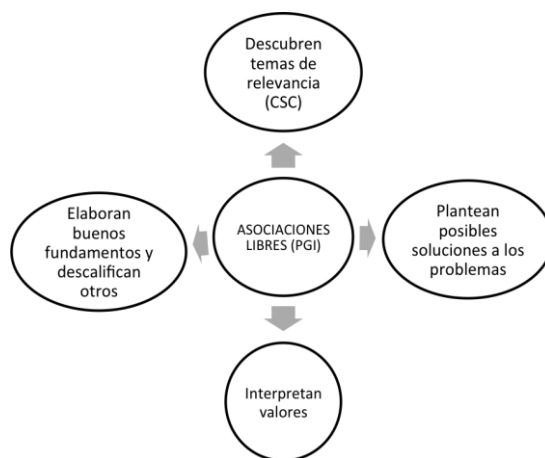 Descubren
temas de
relevancia
(CSC)
Elaboran
buenos
fundamentos y
descalifican
otros
ASOCIACIONES
LIBRES (PGI)
Plantean
posibles
soluciones a los
problemas
Interpretan
valores